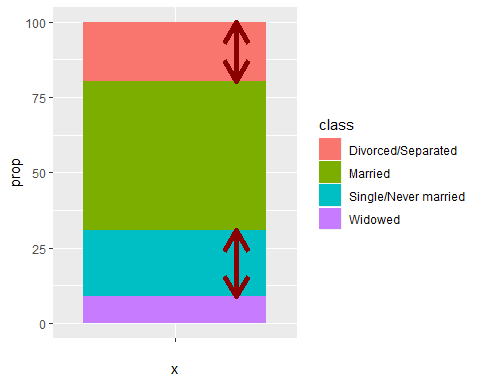 100
75
50
25
0
prop
x
class
Divorced/Separated
Married
Single/Never married
Widowed